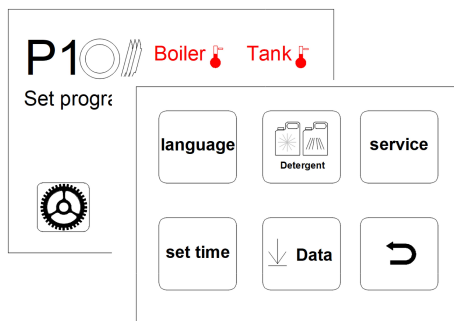 P1
Boiler Tank
Set progra
language
Detergent
service
set time
Data